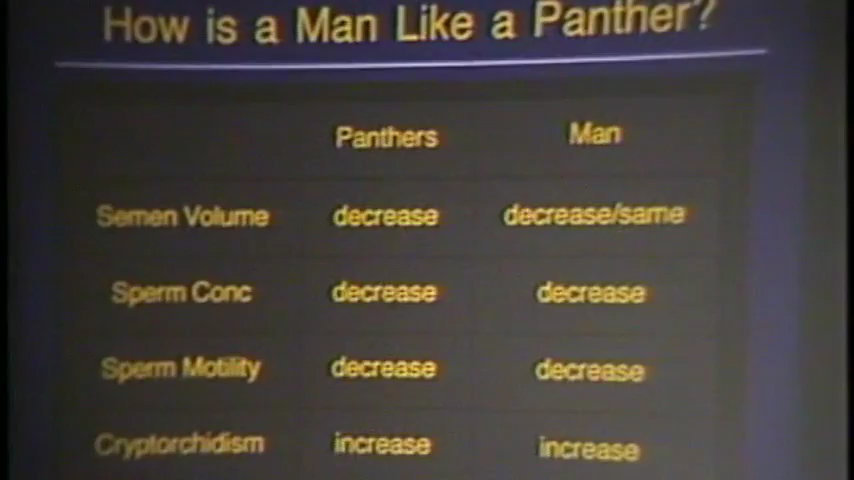 How is a Man Like a Panther?
Panthers Man
Semen Volume decrease decrease/same
Sperm Conc decrease decrease
Sperm Motility decrease decrease
Cryptorchidism increase increase